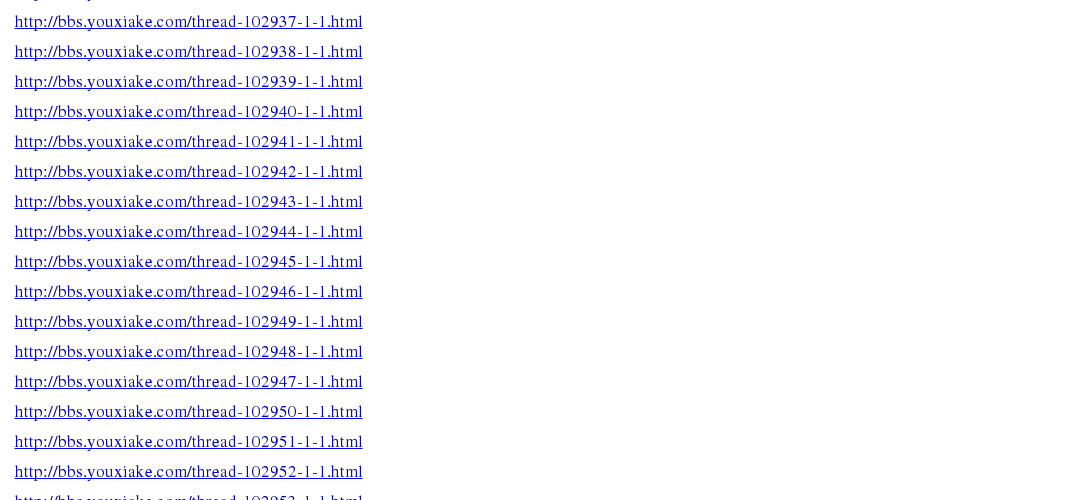 http://bbs.youxiake.com/thread-102937-1-1.html
http://bbs.youxiake.com/thread-102938-1-1.html
http://bbs.youxiake.com/thread-102939-1-1.html
http://bbs.youxiake.com/thread-102940-1-1.html
http://bbs.youxiake.com/thread-102941-1-1.html
http://bbs.youxiake.com/thread-102942-1-1.html
http://bbs.youxiake.com/thread-102943-1-1.html
http://bbs.youxiake.com/thread-102944-1-1.html
http://bbs.youxiake.com/thread-102945-1-1.html
http://bbs.youxiake.com/thread-102946-1-1.html
http://bbs.youxiake.com/thread-102949-1-1.html
http://bbs.youxiake.com/thread-102948-1-1.html
http://bbs.youxiake.com/thread-102947-1-1.html
http://bbs.youxiake.com/thread-102950-1-1.html
http://bbs.youxiake.com/thread-102951-1-1.html
http://bbs.youxiake.com/thread-102952-1-1.html